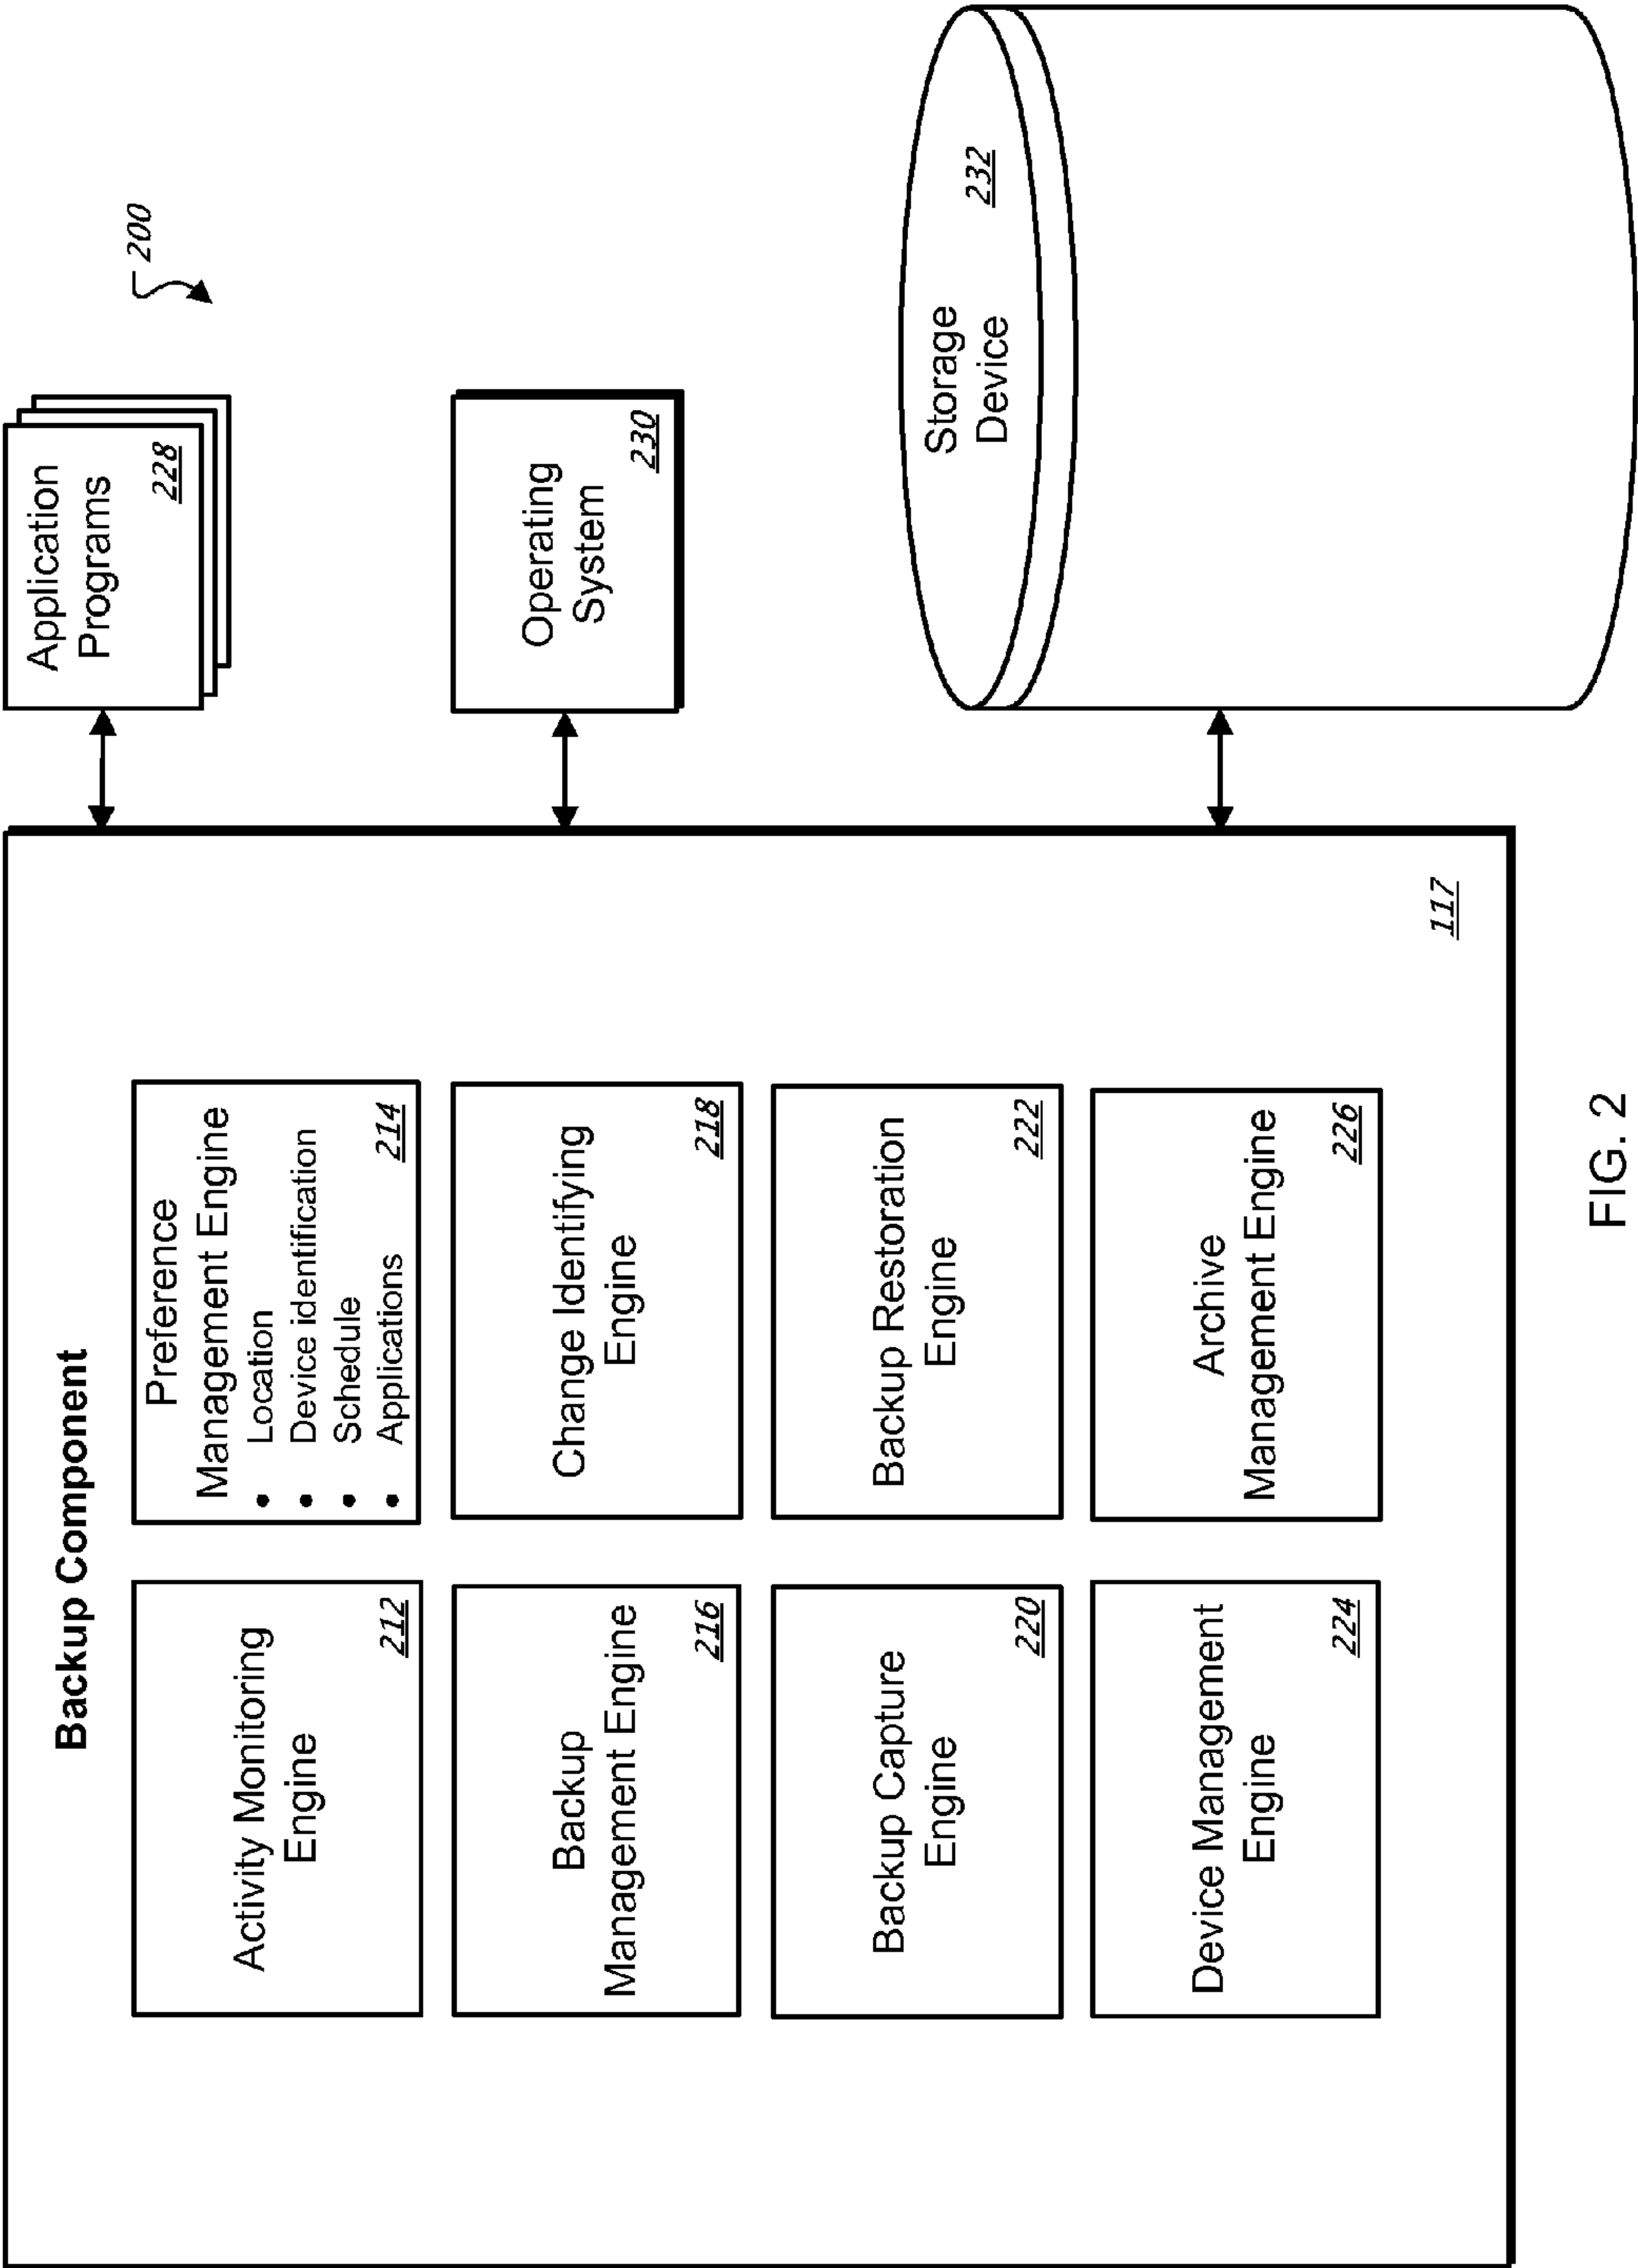 Backup Component
Activity Monitoring
Engine
212
Preference
Management Engine
• Location
• Device identification
• Schedule
• Applications
214
Backup
Management Engine
216
Change Identifying
Engine
218
Backup Capture
Engine
220
Backup Restoration
Engine
222
Device Management
Engine
224
Archive
Management Engine
226
117
Application
Programs
228
200
Operating
System
230
Storage
Device
232
FIG. 2